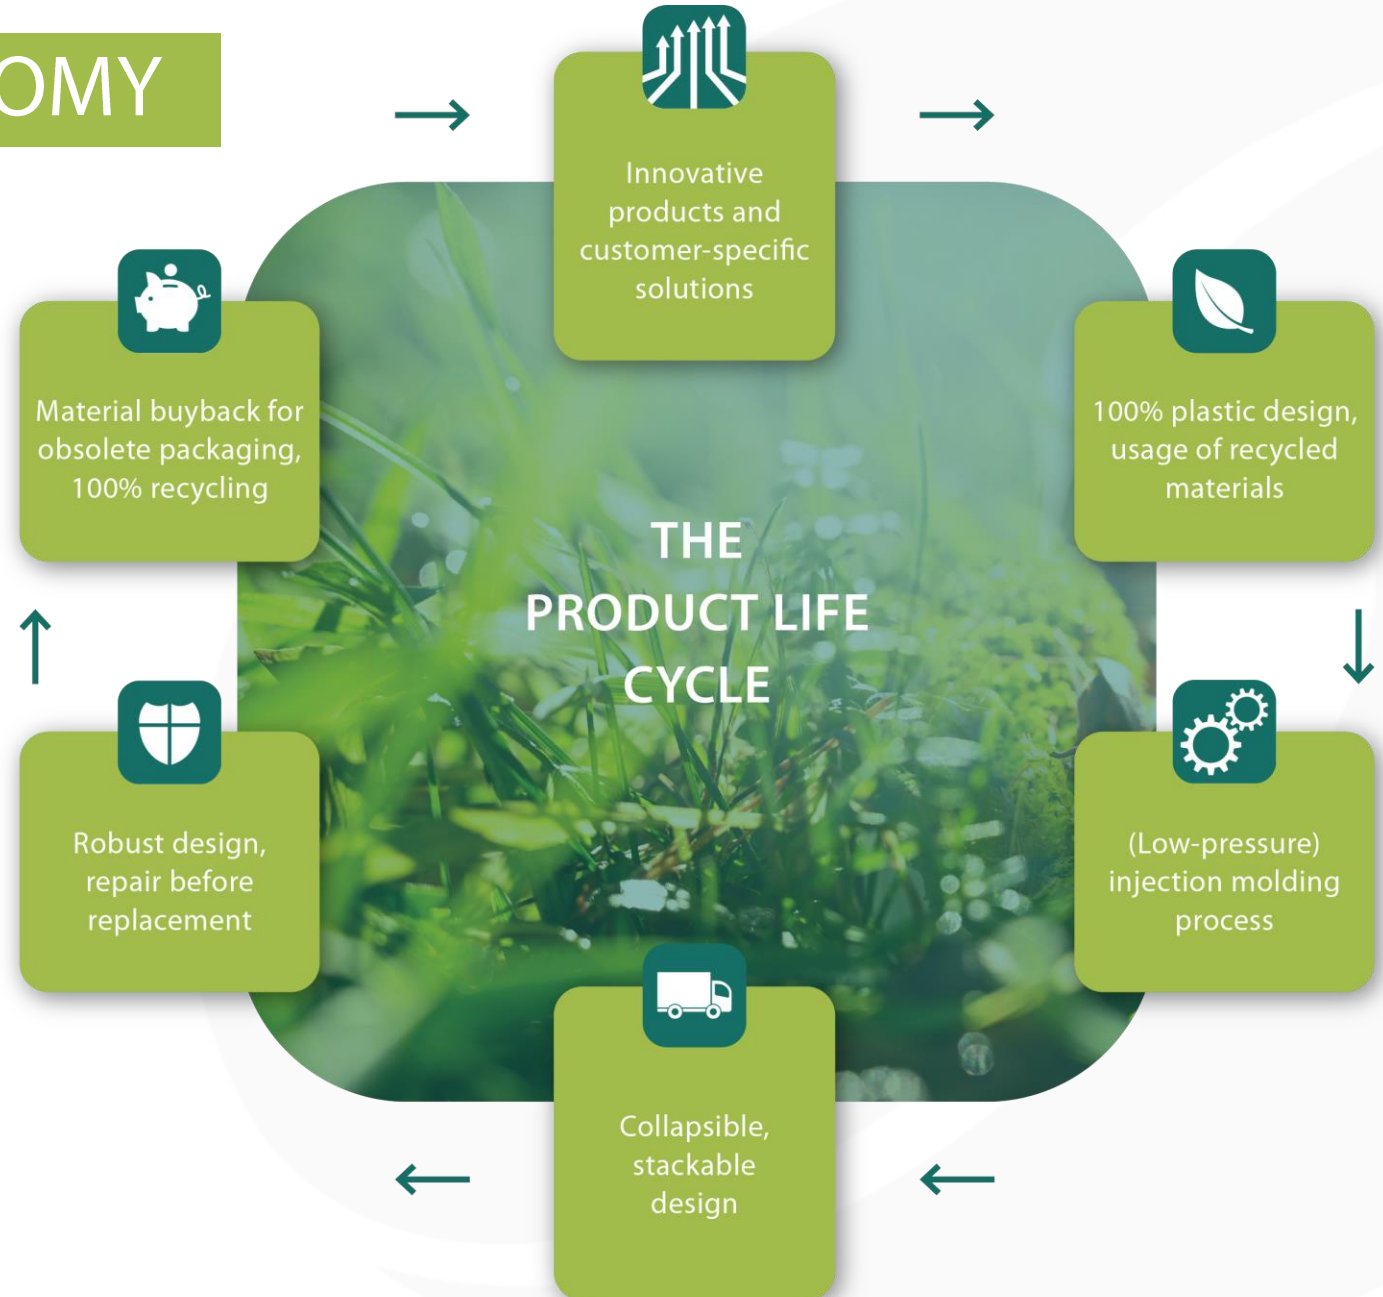 OMY
Innovative
products and
customer-specific
solutions
Material buyback for
obsolete packaging,
100% recycling
100% plastic design,
usage of recycled
materials
THE
PRODUCT LIFE
CYCLE
Robust design,
repair before
replacement
(Low-pressure)
injection molding
process
Collapsible,
stackable
design